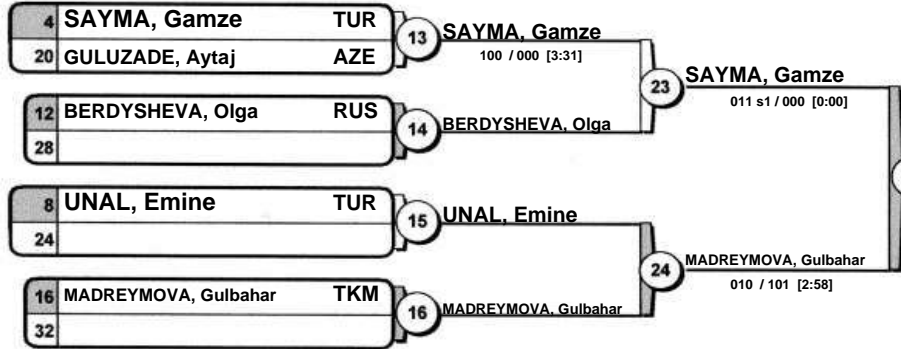 4 SAYMA, Gamze TUR
20 GULUZADE, Aytaj AZE
13
SAYMA, Gamze
100 / 000 [3:31]
12 BERDYSHEVA, Olga RUS
28
14
BERDYSHEVA, Olga
23
SAYMA, Gamze
011 s1 / 000 [0:00]
8 UNAL, Emine TUR
24
15
UNAL, Emine
16 MADREYMOVA, Gulbahar TKM
32
16
MADREYMOVA, Gulbahar
24
MADREYMOVA, Gulbahar
010 / 101 [2:58]